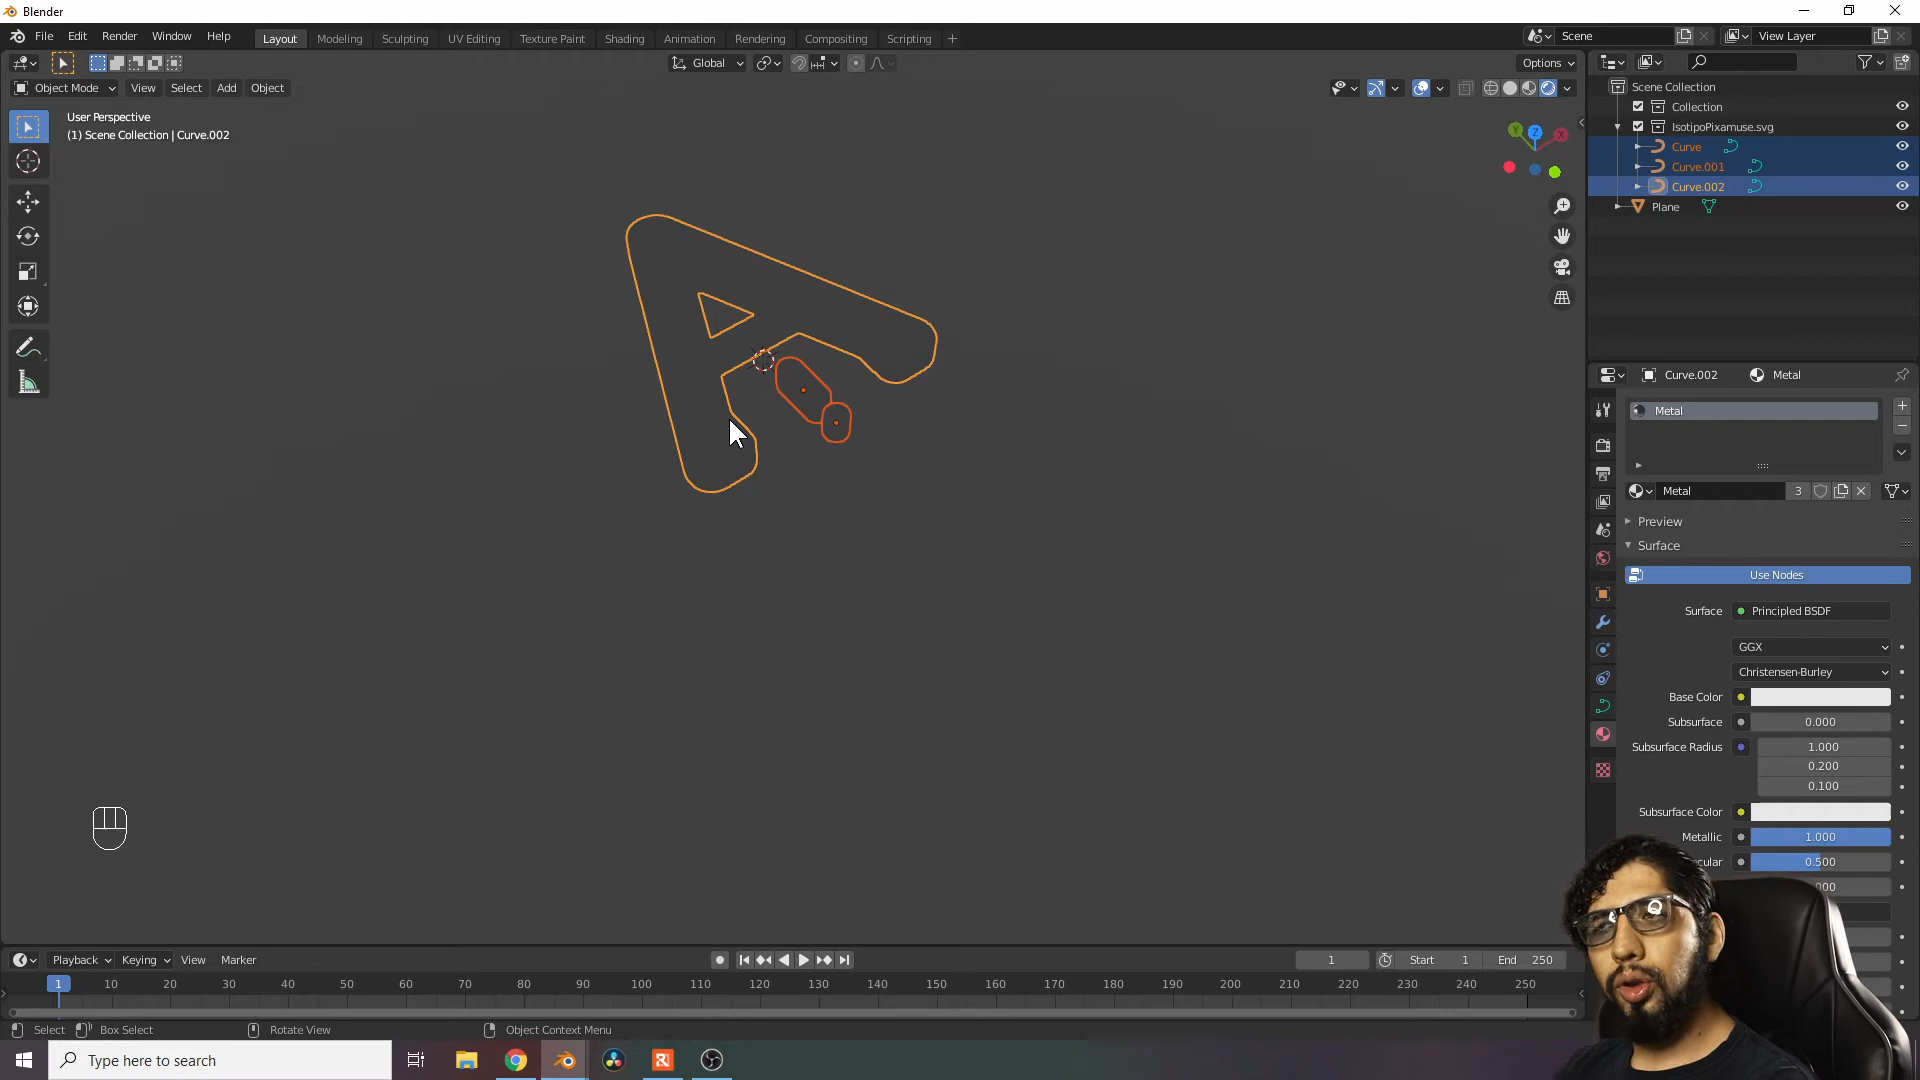 Blender
File Edit Render Window Help
Layout Modeling Sculpting UV Editing Texture Paint Shading Animation Rendering Compositing Scripting
Scene
View Layer
Global
Options
Object Mode View Select Add Object
User Perspective
(1) Scene Collection | Curve.002
Y Z X
Scene Collection
Collection
IsotipoPixamuse.svg
Curve
Curve.001
Curve.002
Plane
Curve.002 Metal
Metal
Metal 3
Preview
Surface
Use Nodes
Surface Principled BSDF
GGX
Christensen-Burley
Base Color
Subsurface 0.000
Subsurface Radius 1.000
0.200
0.100
Subsurface Color
Metallic 1.000
cular 0.500
000
Playback Keying View Marker
1 Start 1 End 250
1 10 20 30 40 50 60 70 80 90 100 110 120 130 140 150 160 170 180 190 200 210 220 230 240 250
Select Box Select Rotate View Object Context Menu
Type here to search